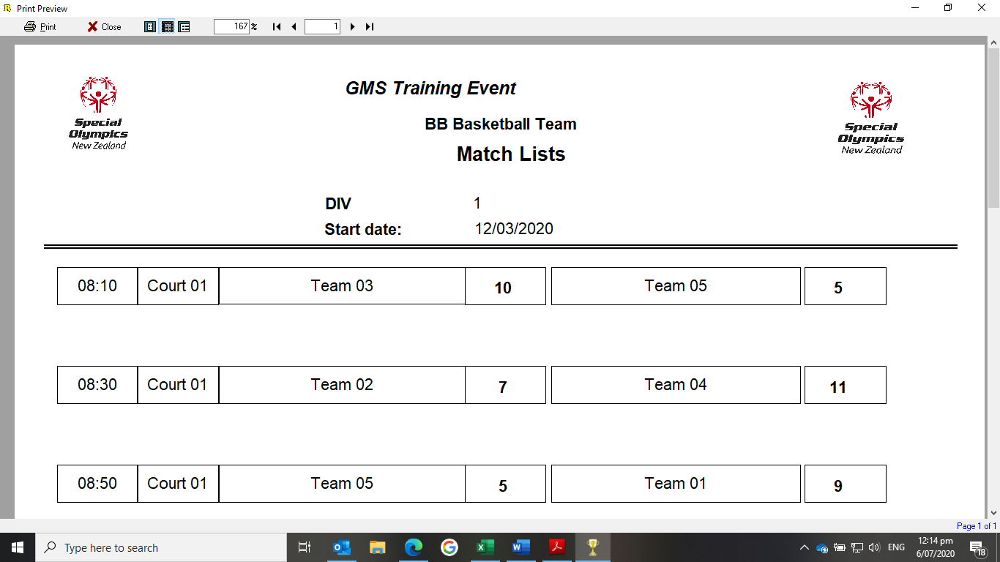 Print Preview
Print Close 167 % 1
GMS Training Event
BB Basketball Team
Match Lists
Special
Olympics
New Zealand
Special
Olympics
New Zealand
DIV 1
Start date: 12/03/2020
08:10 Court 01 Team 03 10 Team 05 5
08:30 Court 01 Team 02 7 Team 04 11
08:50 Court 01 Team 05 5 Team 01 9
Page 1 of 1
Type here to search
ENG
12:14 pm
6/07/2020
18